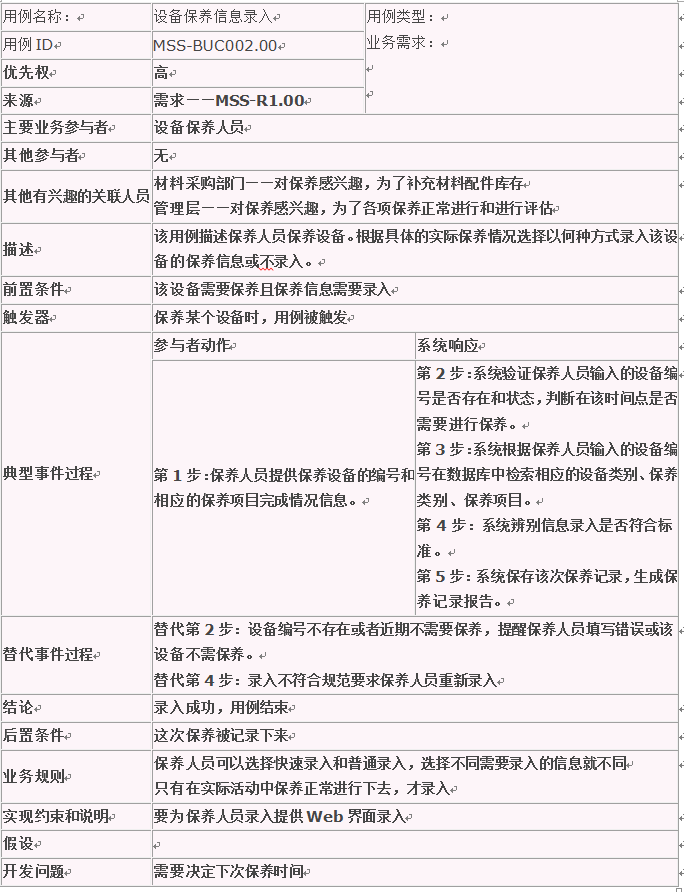 用例名称： 设备保养信息录入 用例类型：
用例 ID MSS-BUC002.00 业务需求：
优先权 高
来源 需求——MSS-R1.00
主要业务参与者 设备保养人员
其他参与者 无
其他有兴趣的关联人员 材料采购部门——对保养感兴趣，为了补充材料配件库存
管理层——对保养感兴趣，为了各项保养正常进行和进行评估
描述 该用例描述保养人员保养设备。根据具体的实际保养情况选择以何种方式录入该设
备的保养信息或不录入。
前置条件 该设备需要保养且保养信息需要录入
触发器 保养某个设备时，用例被触发
典型事件过程 参与者动作 系统响应
第 1 步：保养人员提供保养设备的编号和
相应的保养项目完成情况信息。
第 2 步：系统验证保养人员输入的设备编
号是否存在和状态，判断在该时间点是否
需要进行保养。
第 3 步：系统根据保养人员输入的设备编
号在数据库中检索相应的设备类别、保养
类别、保养项目。
第 4 步：系统辨别信息录入是否符合标
准。
第 5 步：系统保存该次保养记录，生成保
养记录报告。
替代事件过程 替代第 2 步：设备编号不存在或者近期不需要保养，提醒保养人员填写错误或该
设备不需保养。
替代第 4 步：录入不符合规范要求保养人员重新录入
结论 录入成功，用例结束
后置条件 这次保养被记录下来
业务规则 保养人员可以选择快速录入和普通录入，选择不同需要录入的信息就不同
只有在实际活动中保养正常进行下去，才录入
实现约束和说明 要为保养人员录入提供 Web 界面录入
假设
开发问题 需要决定下次保养时间